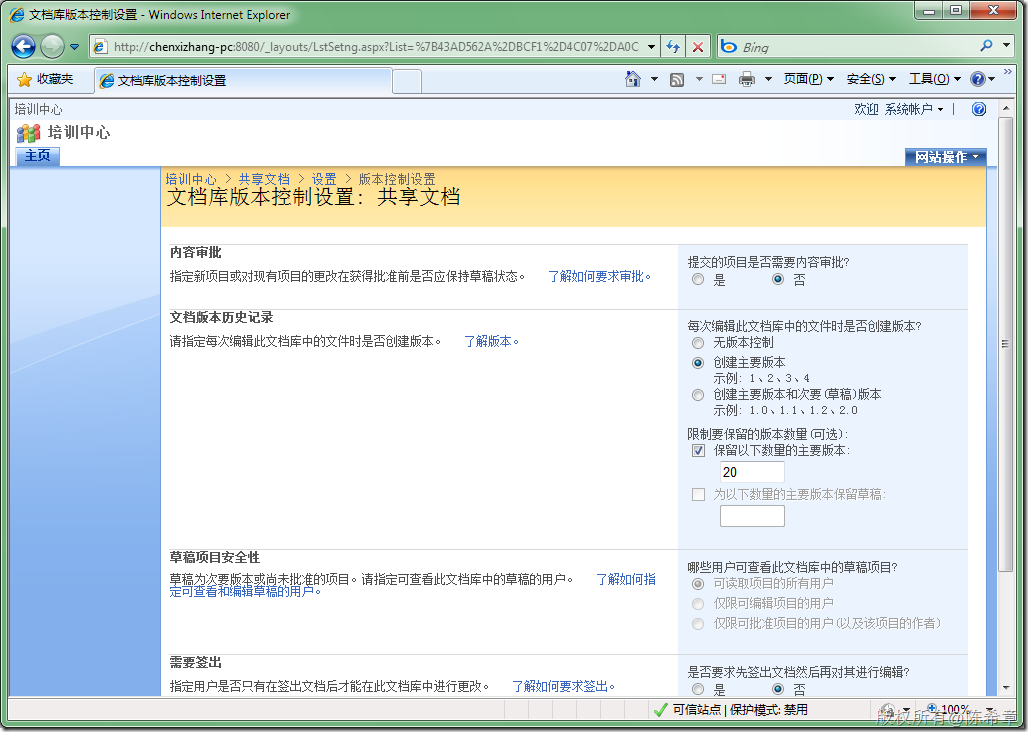 文档库版本控制设置 - Windows Internet Explorer
http://chenxizhang-pc:8080/_layouts/LstSetng.aspx?List=%7B43AD562A%2DBCF1%2D4C07%2DA0C
Bing
收藏夹
文档库版本控制设置
页面(P)
安全(S)
工具(O)
»
培训中心
欢迎 系统帐户
培训中心
主页
网站操作
培训中心 > 共享文档 > 设置 > 版本控制设置
文档库版本控制设置: 共享文档
内容审批
指定新项目或对现有项目的更改在获得批准前是否应保持草稿状态。 了解如何要求审批。
提交的项目是否需要内容审批?
是 否
文档版本历史记录
请指定每次编辑此文档库中的文件时是否创建版本。 了解版本。
每次编辑此文档库中的文件时是否创建版本?
无版本控制
创建主要版本
示例: 1、2、3、4
创建主要版本和次要(草稿)版本
示例: 1.0、1.1、1.2、2.0
限制要保留的版本数量(可选):
保留以下数量的主要版本:
20
为以下数量的主要版本保留草稿:
草稿项目安全性
草稿为次要版本或尚未批准的项目。请指定可查看此文档库中的草稿的用户。 了解如何指
定可查看和编辑草稿的用户。
哪些用户可查看此文档库中的草稿项目?
可读取项目的所有用户
仅限可编辑项目的用户
仅限可批准项目的用户(以及该项目的作者)
需要签出
指定用户是否只有在签出文档后才能在此文档库中进行更改。 了解如何要求签出。
是否要求先签出文档然后再对其进行编辑?
是 否
可信站点 | 保护模式: 禁用
100%
版权所有@陈希章